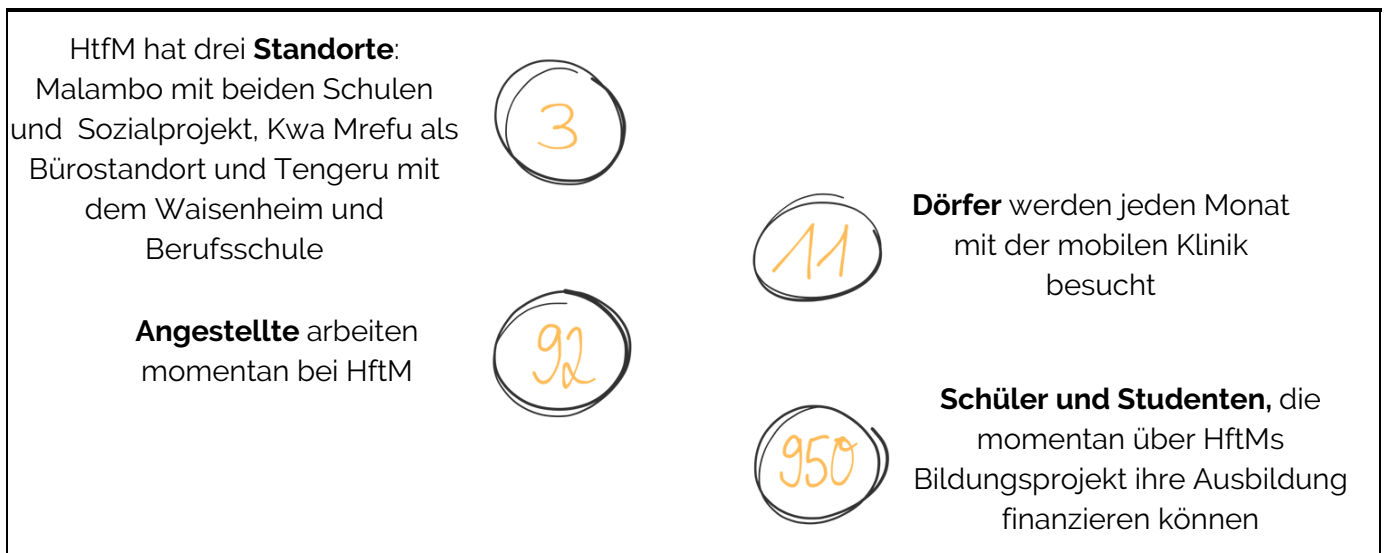 HtfM hat drei Standorte:
Malambo mit beiden Schulen
und Sozialprojekt, Kwa Mrefu als
Bürostandort und Tengeru mit
dem Waisenheim und
Berufsschule
3
11
Dörfer werden jeden Monat
mit der mobilen Klinik
besucht
Angestellte arbeiten
momentan bei HftM
92
950
Schüler und Studenten, die
momentan über HftMs
Bildungsprojekt ihre Ausbildung
finanzieren können